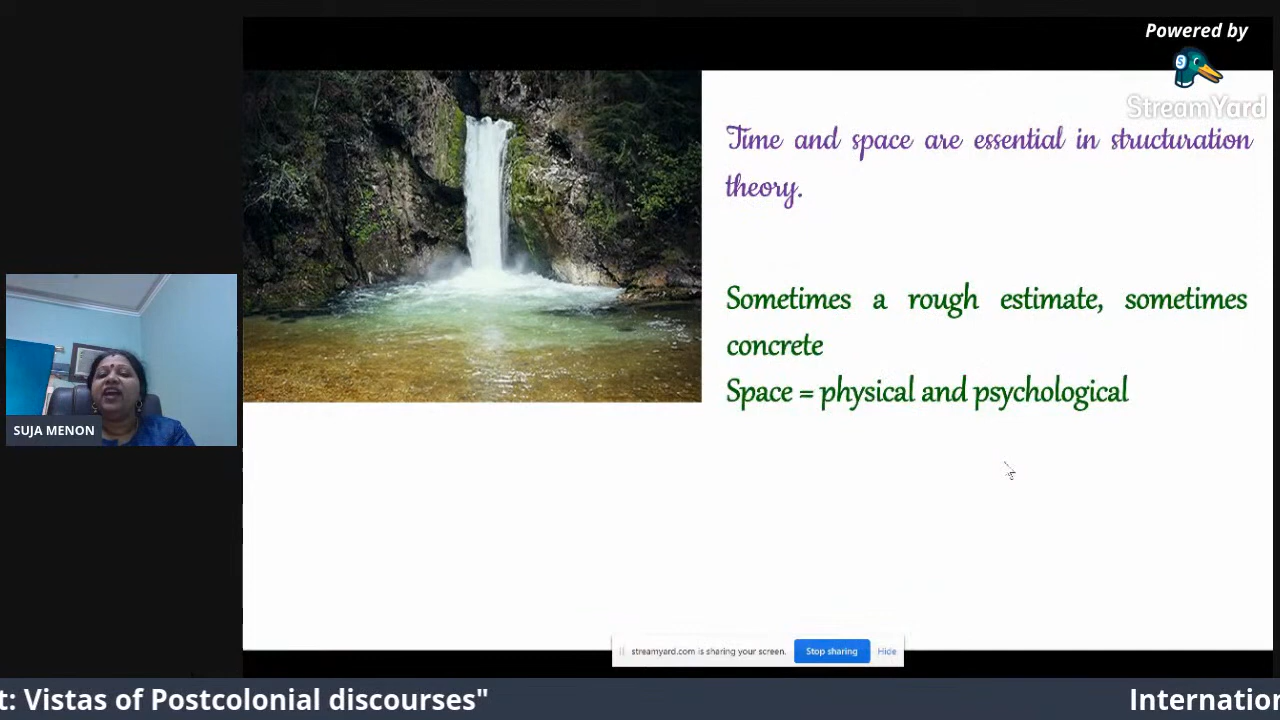 Powered by
StreamYard
Time and space are essential in structuration
theory.
Sometimes a rough estimate, sometimes
concrete
Space = physical and psychological
SUJA MENON
streamyard.com is sharing your screen. Stop sharing Hide
t: Vistas of Postcolonial discourses" Internation